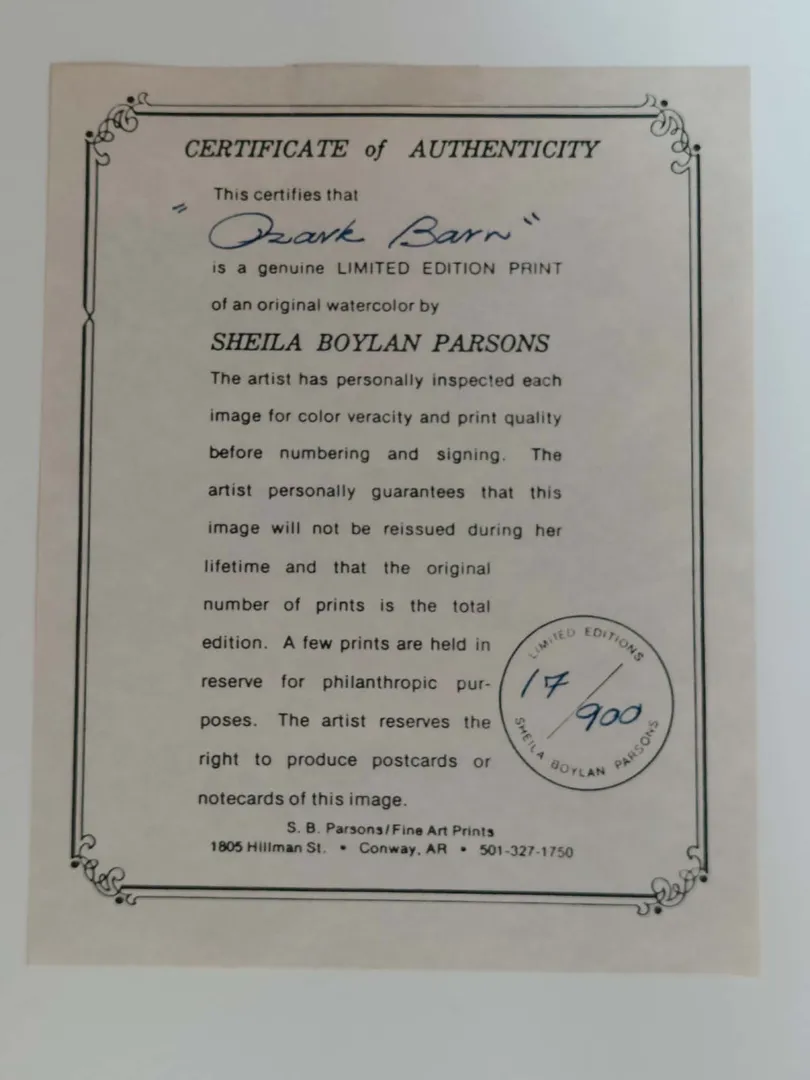 CERTIFICATE of AUTHENTICITY
This certifies that
"Ozark Barn"
is a genuine LIMITED EDITION PRINT
of an original watercolor by
SHEILA BOYLAN PARSONS
The artist has personally inspected each
image for color veracity and print quality
before numbering and signing. The
artist personally guarantees that this
image will not be reissued during her
lifetime and that the original
number of prints is the total
edition. A few prints are held in
reserve for philanthropic pur-
poses. The artist reserves the
right to produce postcards or
notecards of this image.
LIMITED EDITIONS
17/900
SHEILA BOYLAN PARSONS
S. B. Parsons/Fine Art Prints
1805 Hillman St. • Conway, AR • 501-327-1750